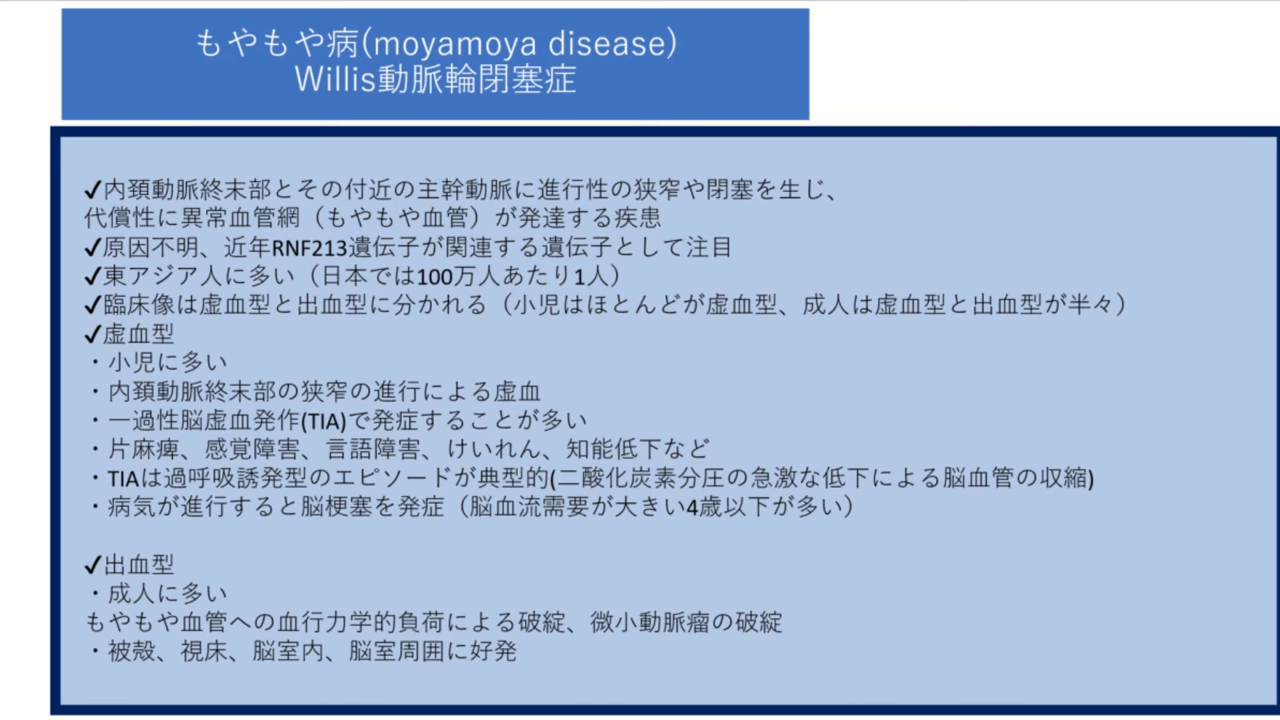 もやもや病(moyamoya disease)
Willis動脈輪閉塞症
✓内頚動脈終末部とその付近の主幹動脈に進行性の狭窄や閉塞を生じ、
代償性に異常血管網（もやもや血管）が発達する疾患
✓原因不明、近年RNF213遺伝子が関連する遺伝子として注目
✓東アジア人に多い（日本では100万人あたり1人）
✓臨床像は虚血型と出血型に分かれる（小児はほとんどが虚血型、成人は虚血型と出血型が半々）
✓虚血型
・小児に多い
・内頚動脈終末部の狭窄の進行による虚血
・一過性脳虚血発作(TIA)で発症することが多い
・片麻痺、感覚障害、言語障害、けいれん、知能低下など
・TIAは過呼吸誘発型のエピソードが典型的(二酸化炭素分圧の急激な低下による脳血管の収縮)
・病気が進行すると脳梗塞を発症（脳血流需要が大きい4歳以下が多い）
✓出血型
・成人に多い
もやもや血管への血行力学的負荷による破綻、微小動脈瘤の破綻
・被殻、視床、脳室内、脳室周囲に好発